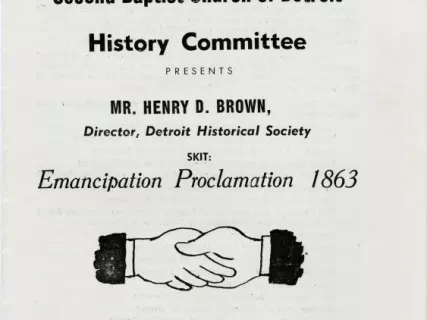 Second Baptist Church of Detroit
History Committee
PRESENTS
MR. HENRY D. BROWN,
Director, Detroit Historical Society
SKIT:
Emancipation Proclamation 1863